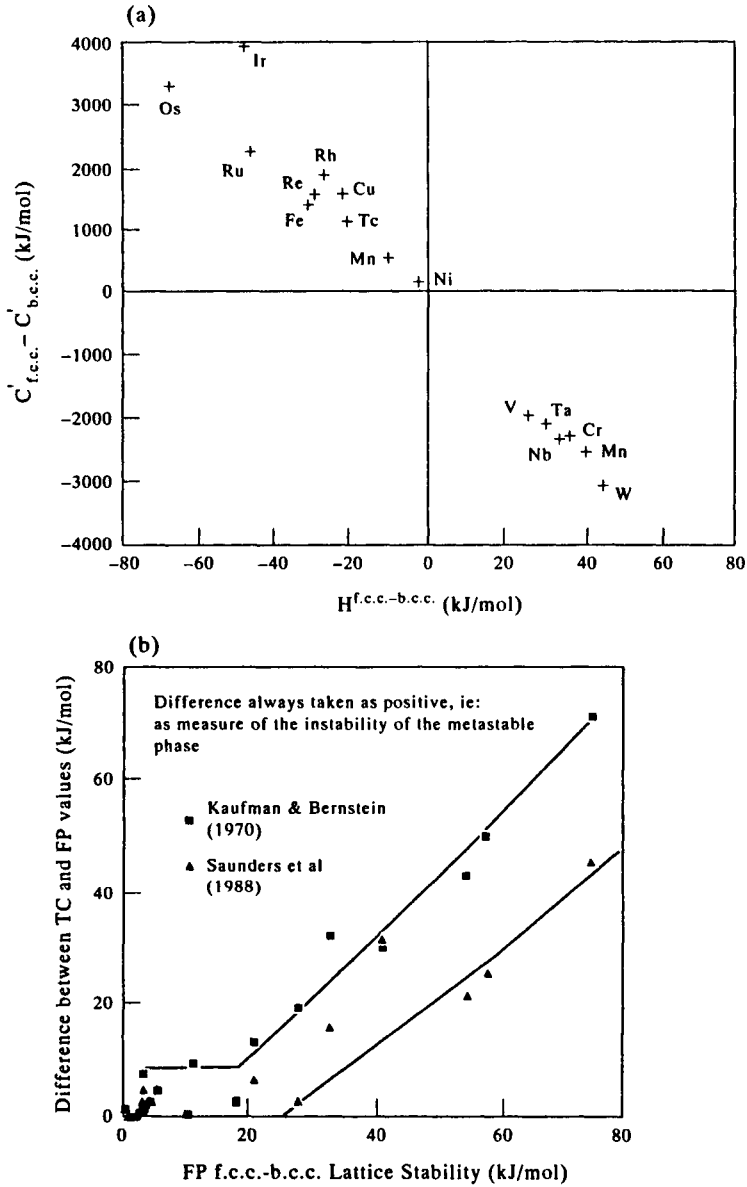 (a)
4000
3000
2000
1000
0
−1000
−2000
−3000
−4000
C'f.c.c. − C'b.c.c. (kJ/mol)
Ir
Os
Ru
Rh
Re
Cu
Fe
Tc
Mn
Ni
V
Ta
Cr
Nb
Mn
W
−80 −60 −40 −20 0 20 40 60 80
Hf.c.c.−b.c.c. (kJ/mol)
(b)
80
60
40
20
0
Difference between TC and FP values (kJ/mol)
Difference always taken as positive, ie:
as measure of the instability of the metastable
phase
Kaufman & Bernstein
(1970)
Saunders et al
(1988)
0 20 40 60 80
FP f.c.c.-b.c.c. Lattice Stability (kJ/mol)